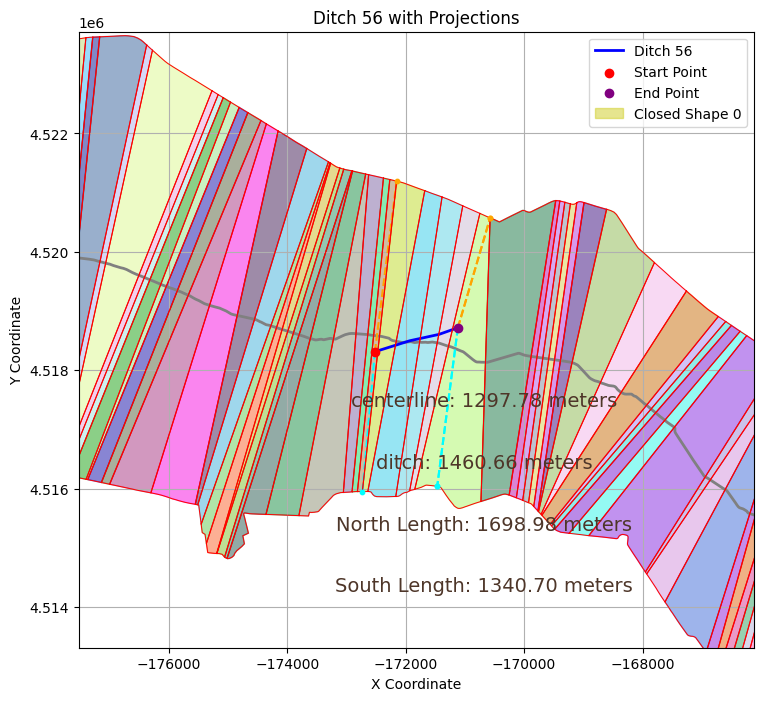 Ditch 56 with Projections
1e6
Ditch 56
Start Point
End Point
Closed Shape 0
4.522
4.520
4.518
4.516
4.514
Y Coordinate
centerline: 1297.78 meters
ditch: 1460.66 meters
North Length: 1698.98 meters
South Length: 1340.70 meters
−176000 −174000 −172000 −170000 −168000
X Coordinate